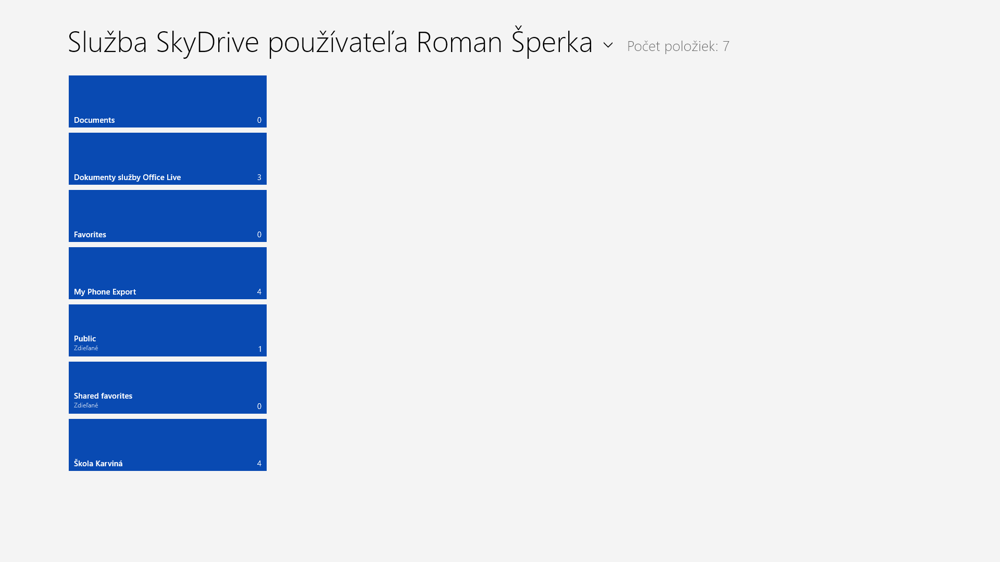 Služba SkyDrive používateľa Roman Šperka Počet položiek: 7
Documents 0
Dokumenty služby Office Live 3
Favorites 0
My Phone Export 4
Public
Zdieľané 1
Shared favorites
Zdieľané 0
Škola Karviná 4